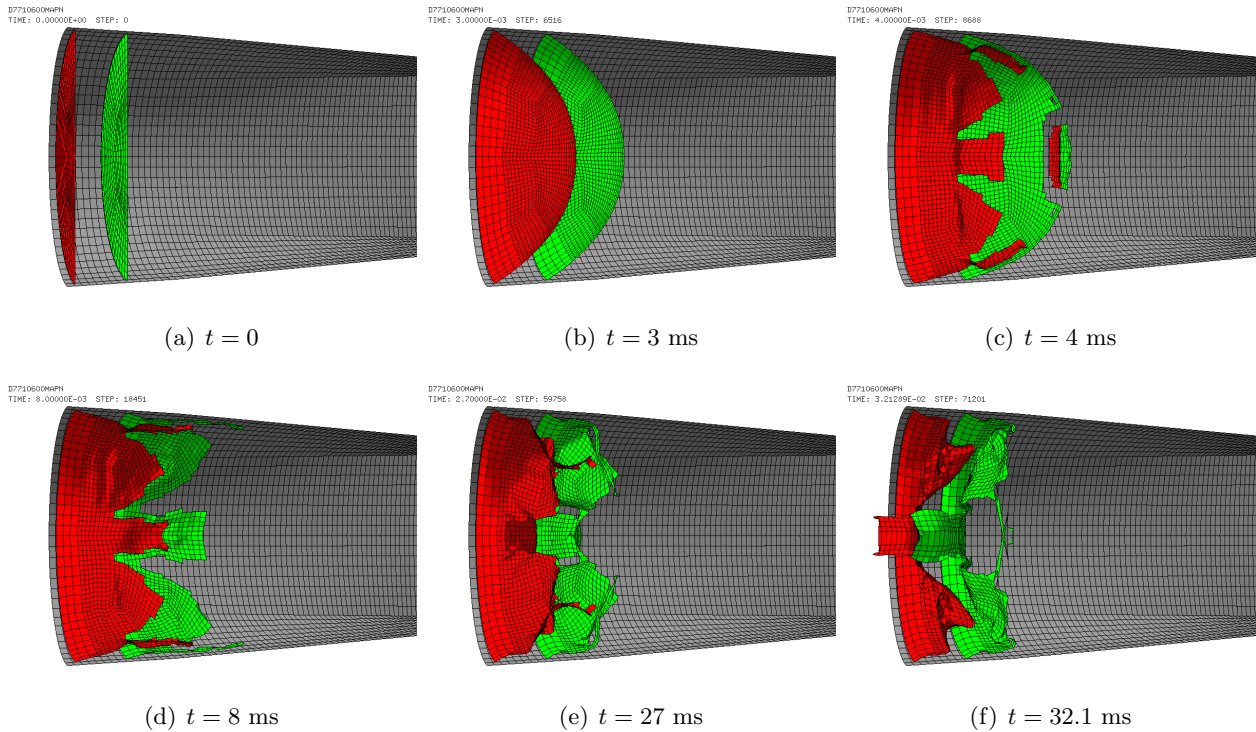 D7710600MAPN
TIME: 0.00000E+00  STEP: 0
D7710600MAPN
TIME: 3.00000E-03  STEP: 6516
D7710600MAPN
TIME: 4.00000E-03  STEP: 8688
(a) t = 0
(b) t = 3 ms
(c) t = 4 ms
D7710600MAPN
TIME: 8.00000E-03  STEP: 18451
D7710600MAPN
TIME: 2.70000E-02  STEP: 59758
D7710600MAPN
TIME: 3.21289E-02  STEP: 71201
(d) t = 8 ms
(e) t = 27 ms
(f) t = 32.1 ms